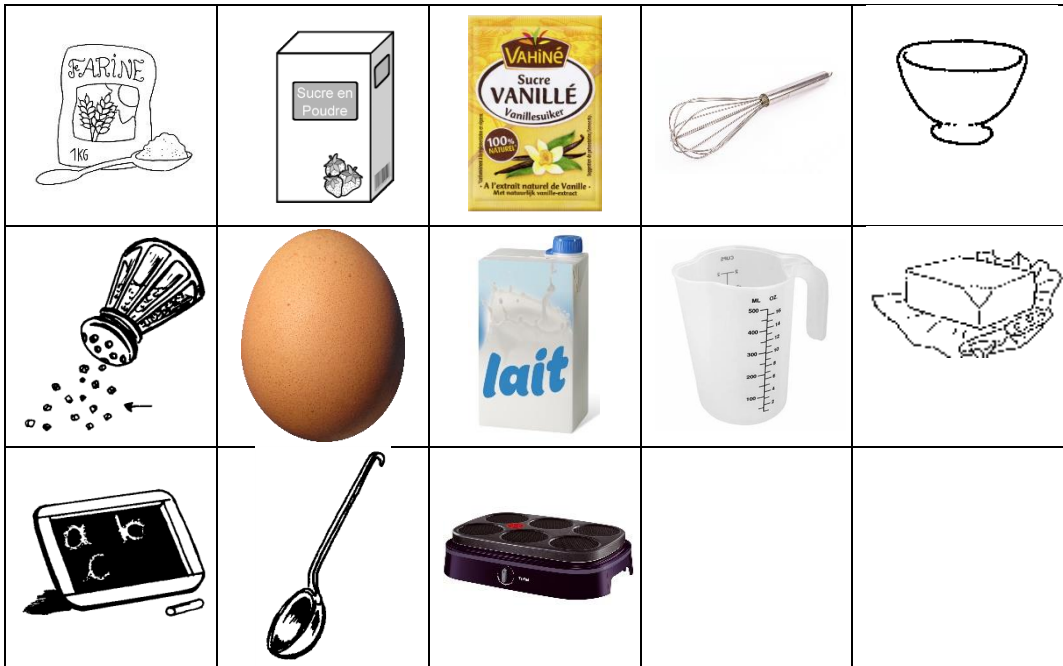 FARINE
1KG
Sucre en
Poudre
VAHINÉ
Sucre
VANILLÉ
Vanillesuiker
100%
NATUREL
· A l'extrait naturel de Vanille ·
Met natuurlijk vanille-extract
lait
CUPS
ML OZ.
500 16
14
400
12
300 10
8
200
6
4
100
2
a b
c